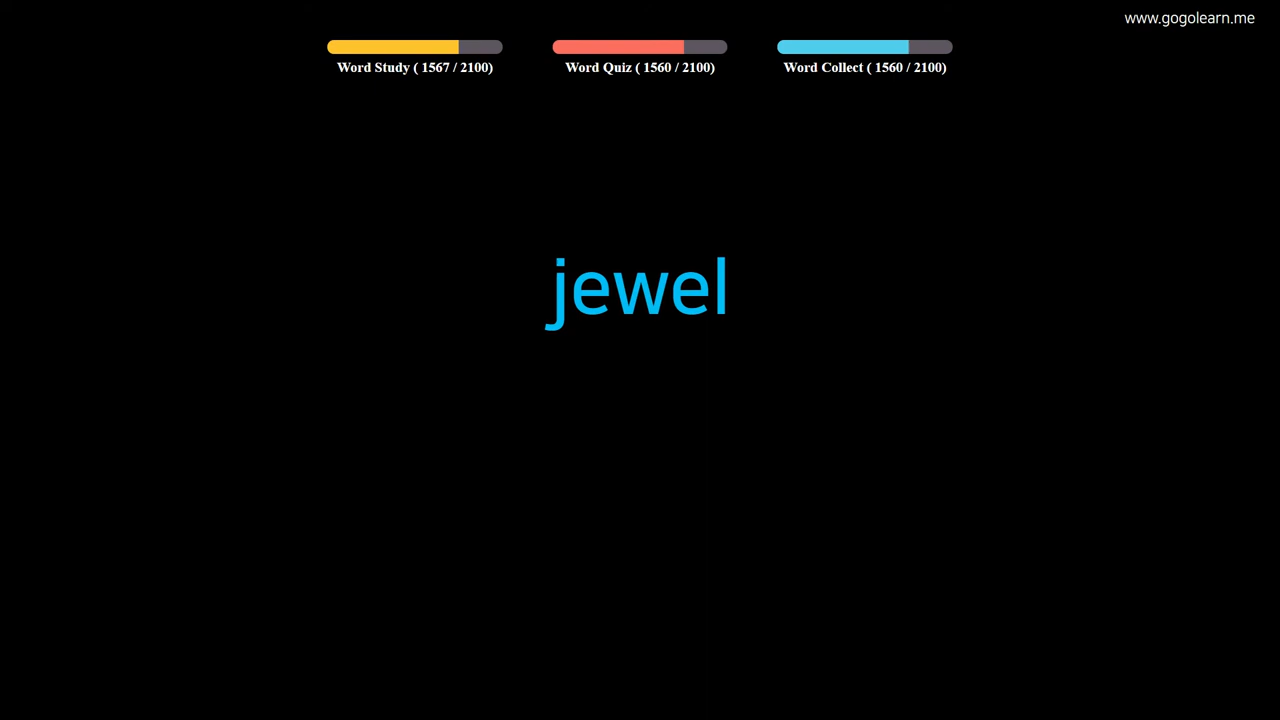 www.gogolearn.me
Word Study ( 1567 / 2100)
Word Quiz ( 1560 / 2100)
Word Collect ( 1560 / 2100)
jewel